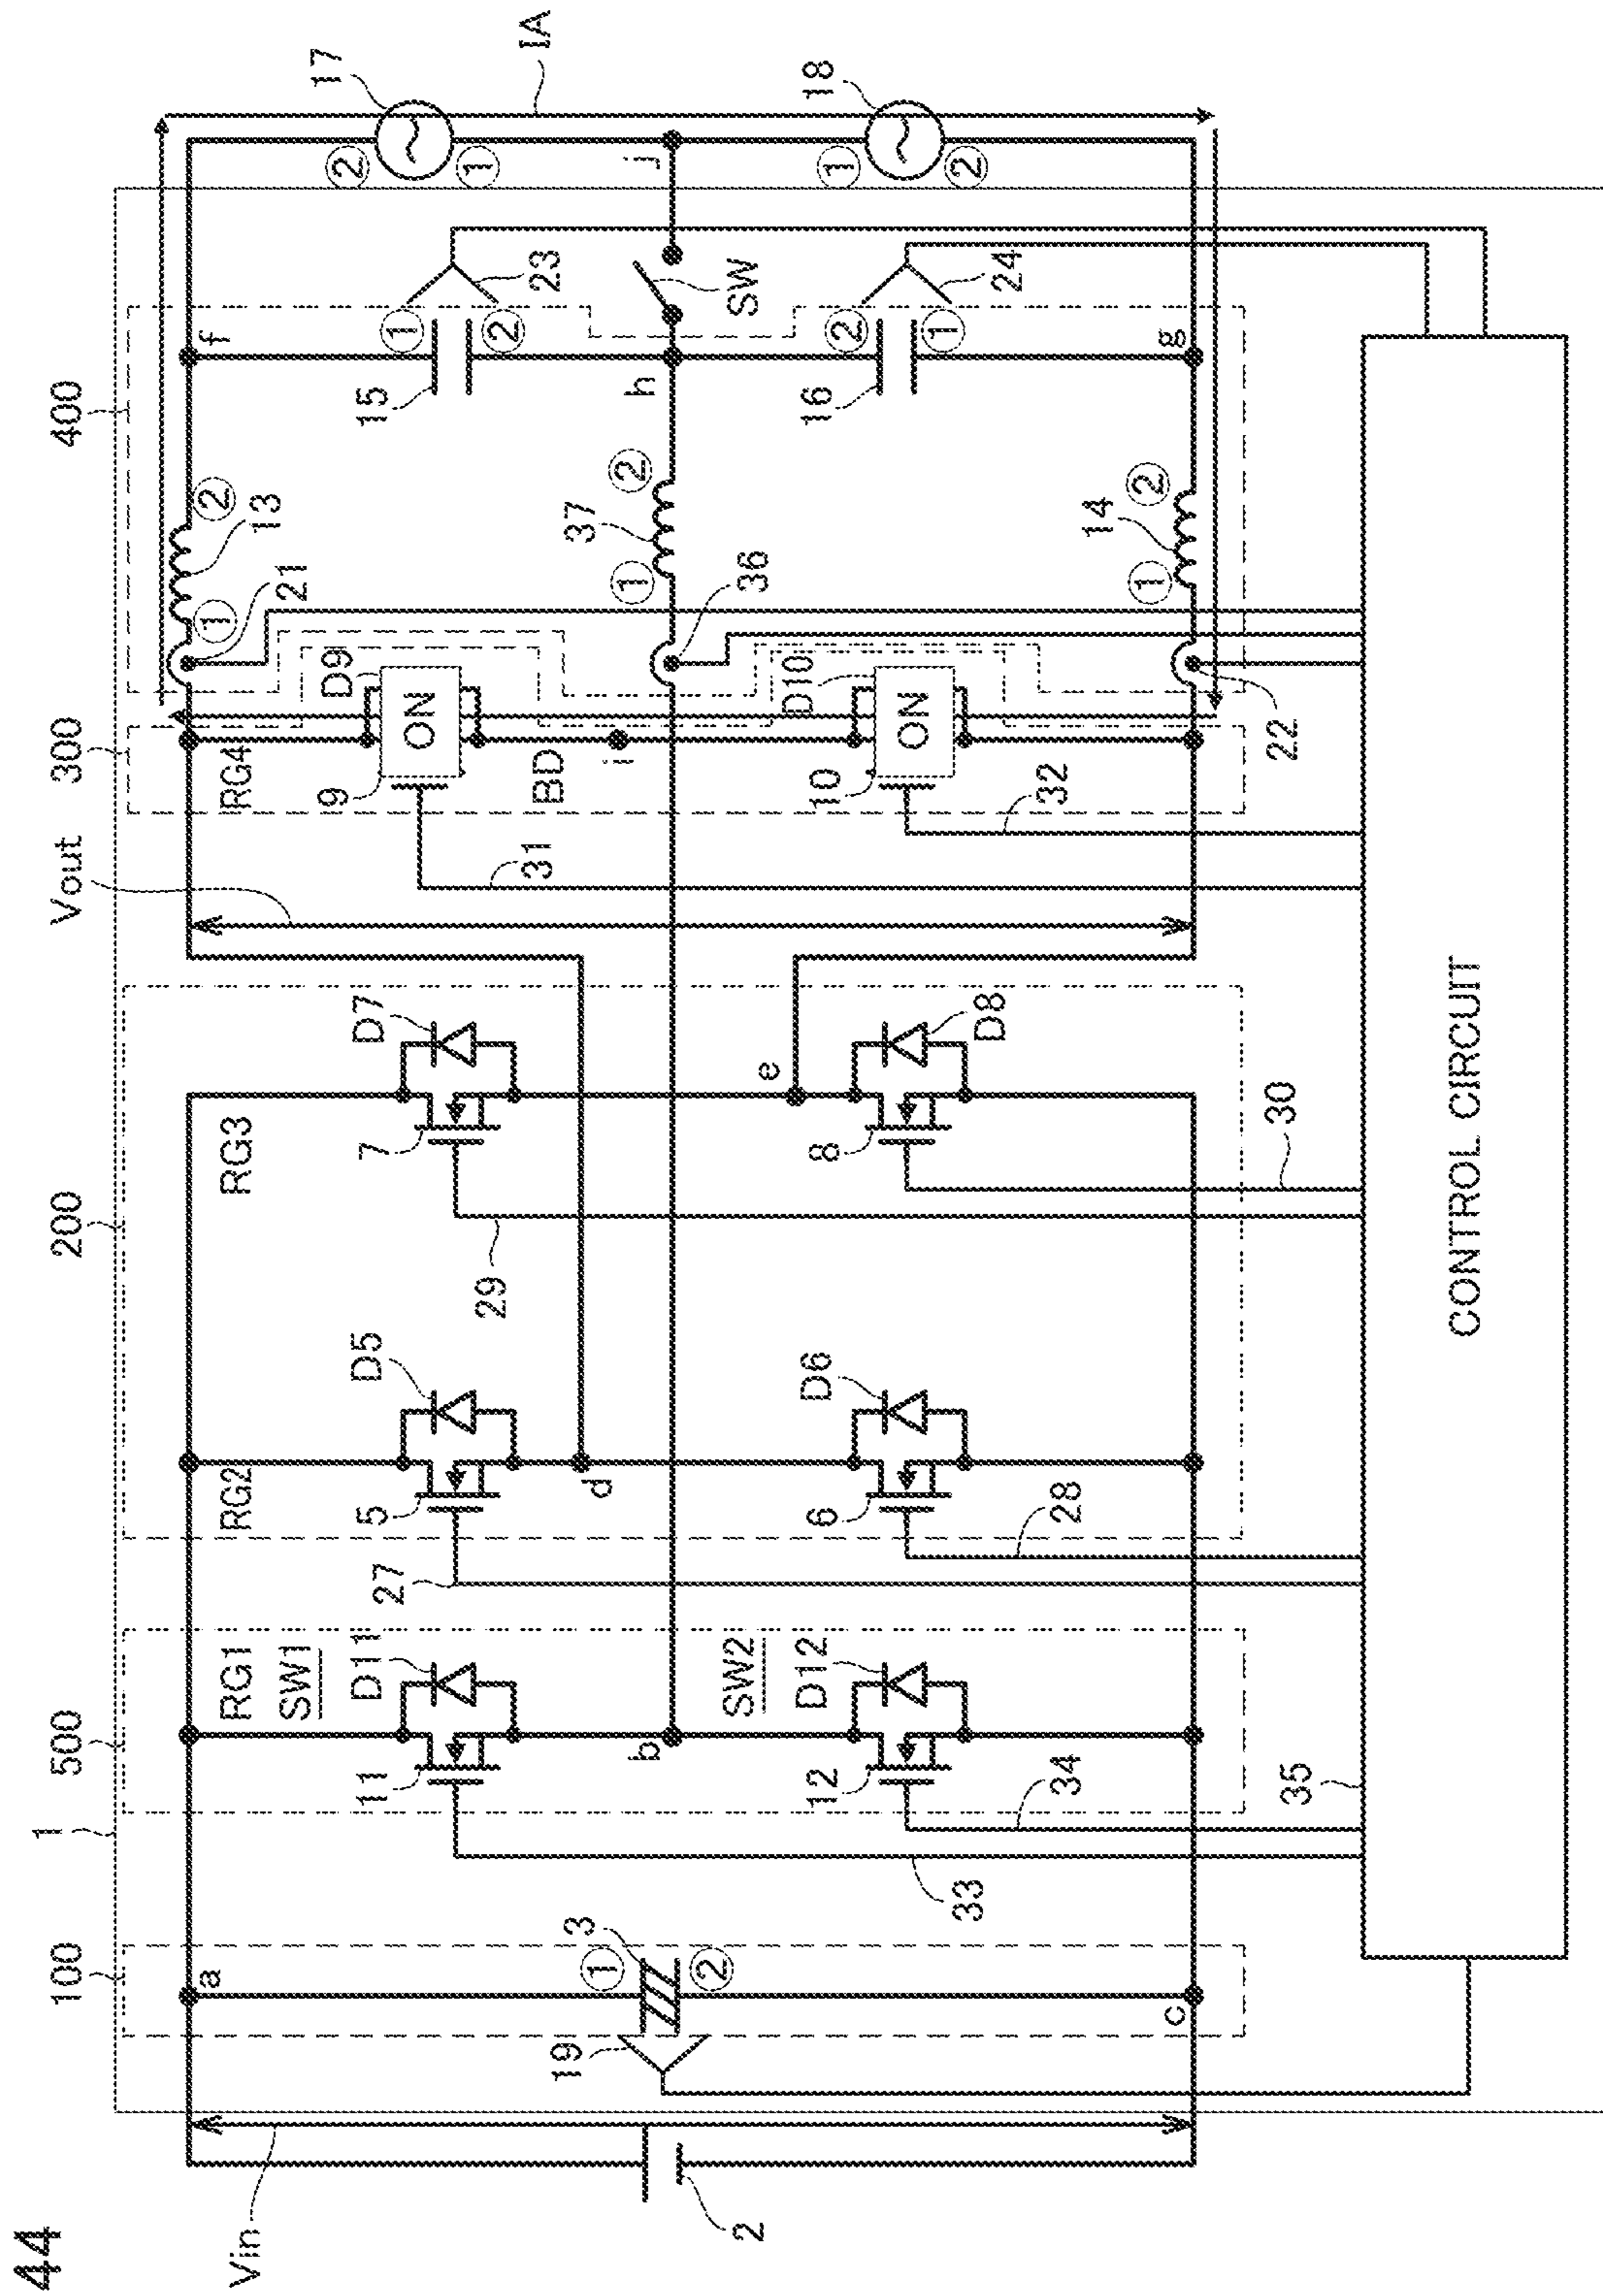 44
Vin
2
100
a
19
3
①
②
c
1
500
RG1
SW1
D11
11
b
SW2
D12
12
33
34
35
200
RG2
D5
5
27
d
D6
6
28
RG3
D7
7
29
e
D8
8
30
Vout
300
RG4
9
D9
ON
31
BD
i
10
D10
ON
32
22
400
21
①
13
②
36
①
37
②
①
14
②
f
15
①
②
23
h
SW
16
②
①
24
g
17
②
①
j
18
①
②
IA
CONTROL CIRCUIT